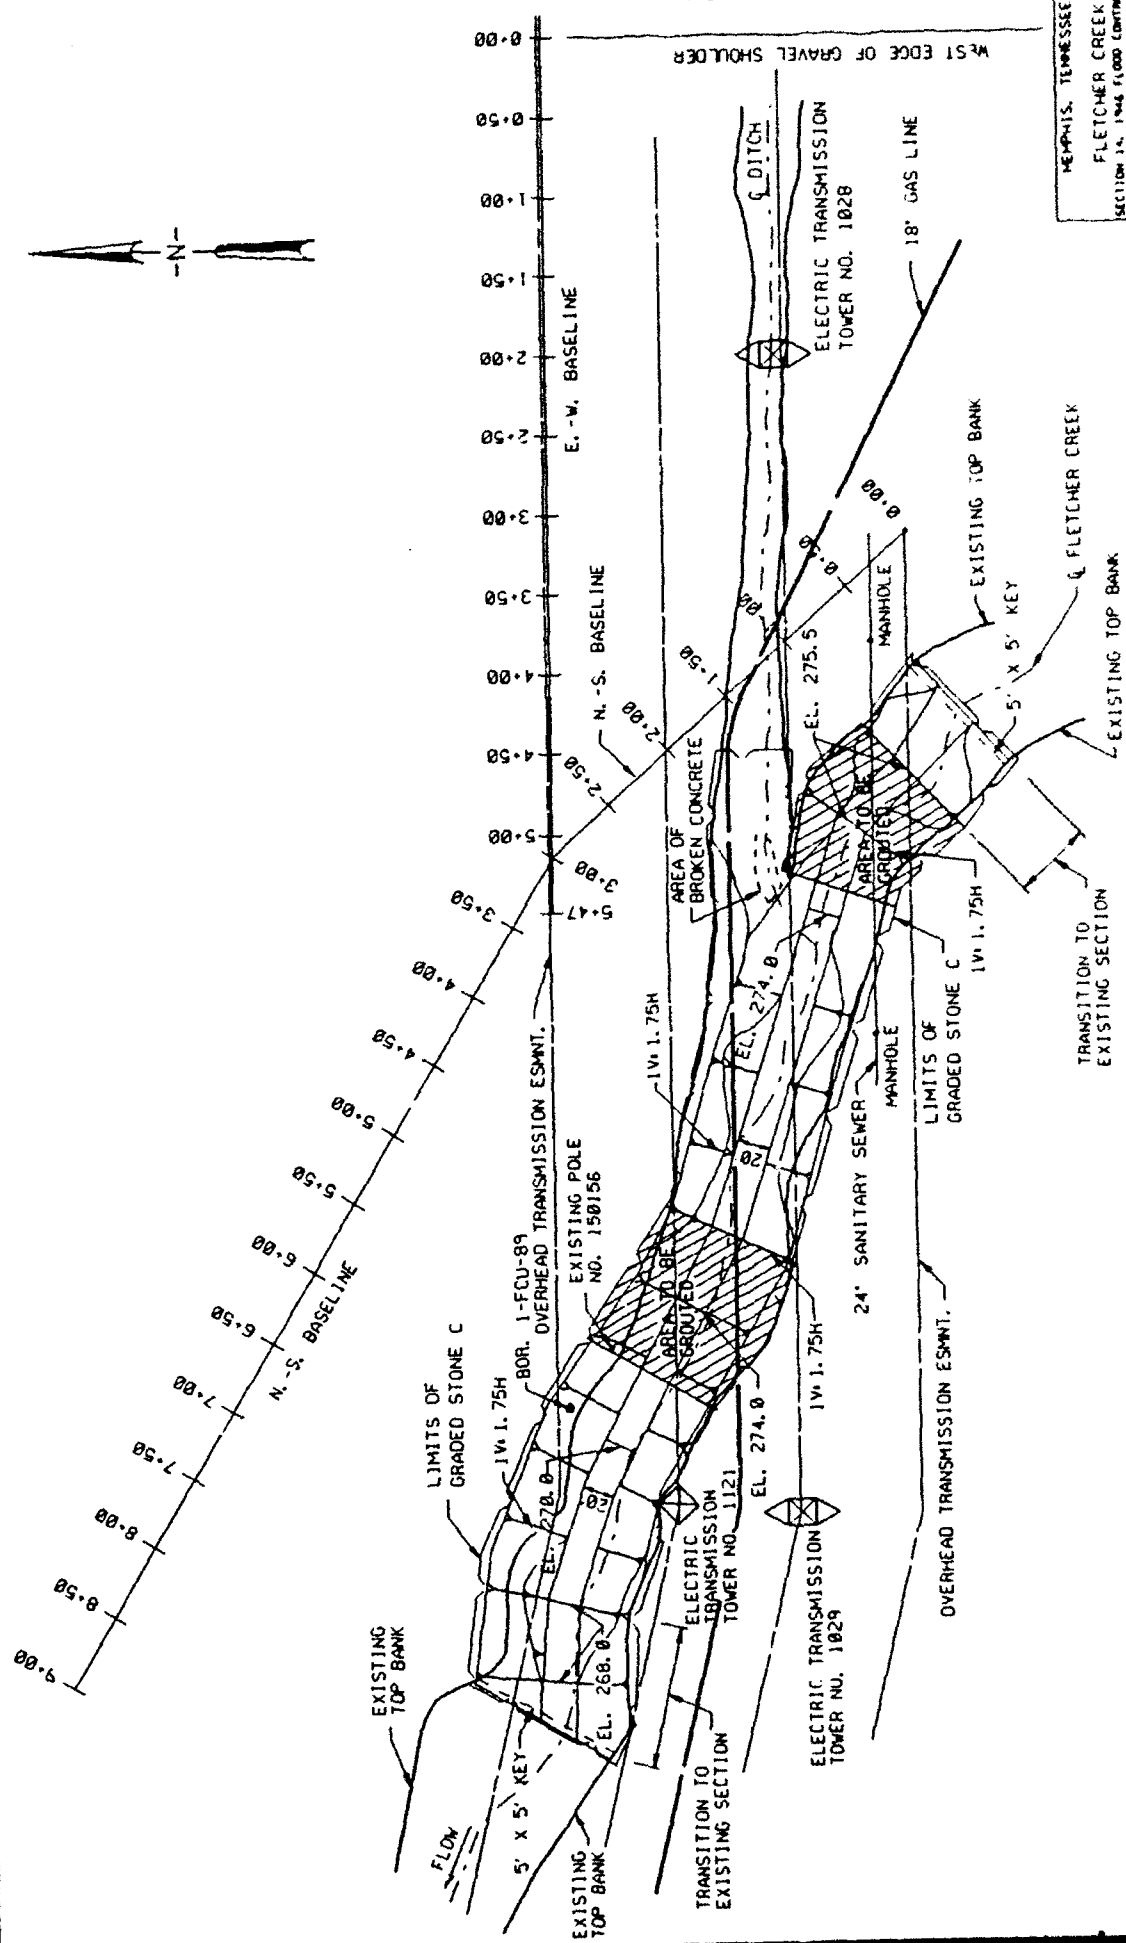 MEMPHIS, TENNESSEE
FLETCHER CREEK
0+00
0+50
1+00
1+50
2+00
2+50
3+00
3+50
4+00
4+50
5+00
5+47
E.-W. BASELINE
WEST EDGE OF GRAVEL SHOULDER
-N-
℄ DITCH
ELECTRIC TRANSMISSION
TOWER NO. 1028
18" GAS LINE
N.-S. BASELINE
0+00
1+50
2+00
2+50
3+00
3+50
4+00
4+50
5+00
5+50
6+00
6+50
7+00
7+50
8+00
8+50
9+00
N.-S. BASELINE
EXISTING TOP BANK
℄ FLETCHER CREEK
5' X 5' KEY
EXISTING TOP BANK
MANHOLE
EL. 275.5
AREA OF
BROKEN CONCRETE
AREA TO BE
GROUTED
1V:1.75H
TRANSITION TO
EXISTING SECTION
LIMITS OF
GRADED STONE C
EL. 274.0
1V:1.75H
20'
MANHOLE
24" SANITARY SEWER
OVERHEAD TRANSMISSION ESMNT.
OVERHEAD TRANSMISSION ESMNT.
EXISTING POLE
NO. 150156
BOR. 1-FCU-89
AREA TO BE
GROUTED
1V:1.75H
EL. 274.0
LIMITS OF
GRADED STONE C
1V:1.75H
EL. 270.0
20'
ELECTRIC
TRANSMISSION
TOWER NO. 1121
ELECTRIC TRANSMISSION
TOWER NO. 1029
EL. 268.0
TRANSITION TO
EXISTING SECTION
5' X 5' KEY
EXISTING
TOP BANK
EXISTING
TOP BANK
FLOW